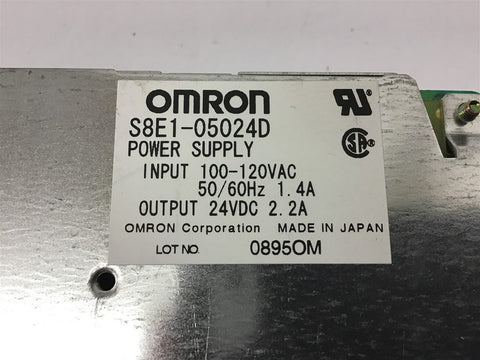 OMRON
S8E1-05024D
POWER SUPPLY
INPUT 100-120VAC
50/60Hz 1.4A
OUTPUT 24VDC 2.2A
OMRON Corporation MADE IN JAPAN
LOT NO. 0895OM